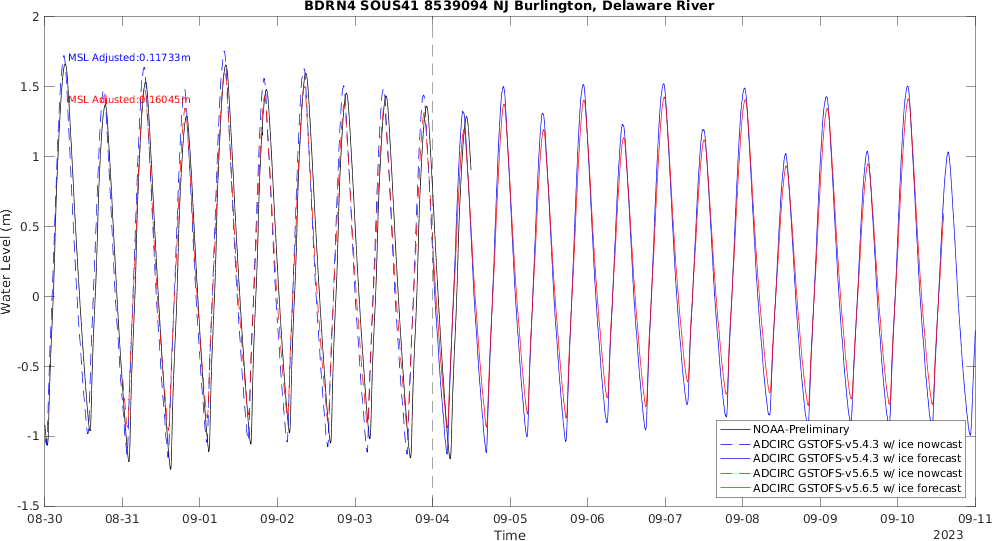 BDRN4 SOUS41 8539094 NJ Burlington, Delaware River
2
1.5
1
0.5
0
-0.5
-1
-1.5
Water Level (m)
MSL Adjusted:0.11733m
MSL Adjusted:0.16045m
NOAA-Preliminary
ADCIRC GSTOFS-v5.4.3 w/ ice nowcast
ADCIRC GSTOFS-v5.4.3 w/ ice forecast
ADCIRC GSTOFS-v5.6.5 w/ ice nowcast
ADCIRC GSTOFS-v5.6.5 w/ ice forecast
08-30 08-31 09-01 09-02 09-03 09-04 09-05 09-06 09-07 09-08 09-09 09-10 09-11
Time
2023